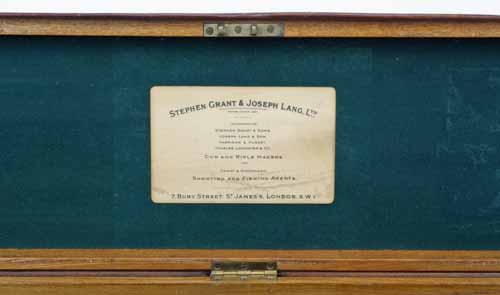 STEPHEN GRANT & JOSEPH LANG, LTD
STEPHEN GRANT & SONS
JOSEPH LANG & SON
HARRISON & HUSSEY
CHARLES LANCASTER & CO.
GUN AND RIFLE MAKERS
AND
SHOOTING AND FISHING AGENTS.
7, BURY STREET, ST JAMES'S, LONDON, S.W.1